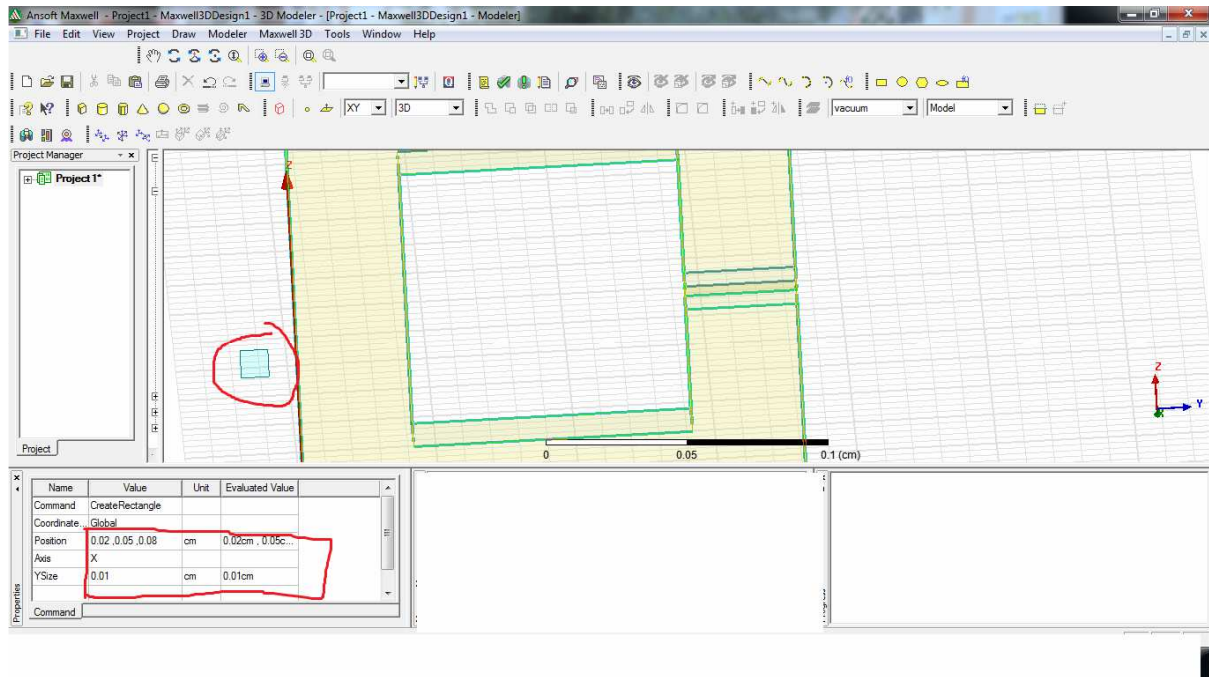 Ansoft Maxwell - Project1 - Maxwell3DDesign1 - 3D Modeler - [Project1 - Maxwell3DDesign1 - Modeler]
File Edit View Project Draw Modeler Maxwell 3D Tools Window Help
XY 3D vacuum Model
Project Manager
Project1*
Z
Z
Y
0 0.05 0.1 (cm)
Project
Name Value Unit Evaluated Value
Command CreateRectangle
Coordinate... Global
Position 0.02 ,0.05 ,0.08 cm 0.02cm , 0.05c...
Axis X
YSize 0.01 cm 0.01cm
Properties
Command